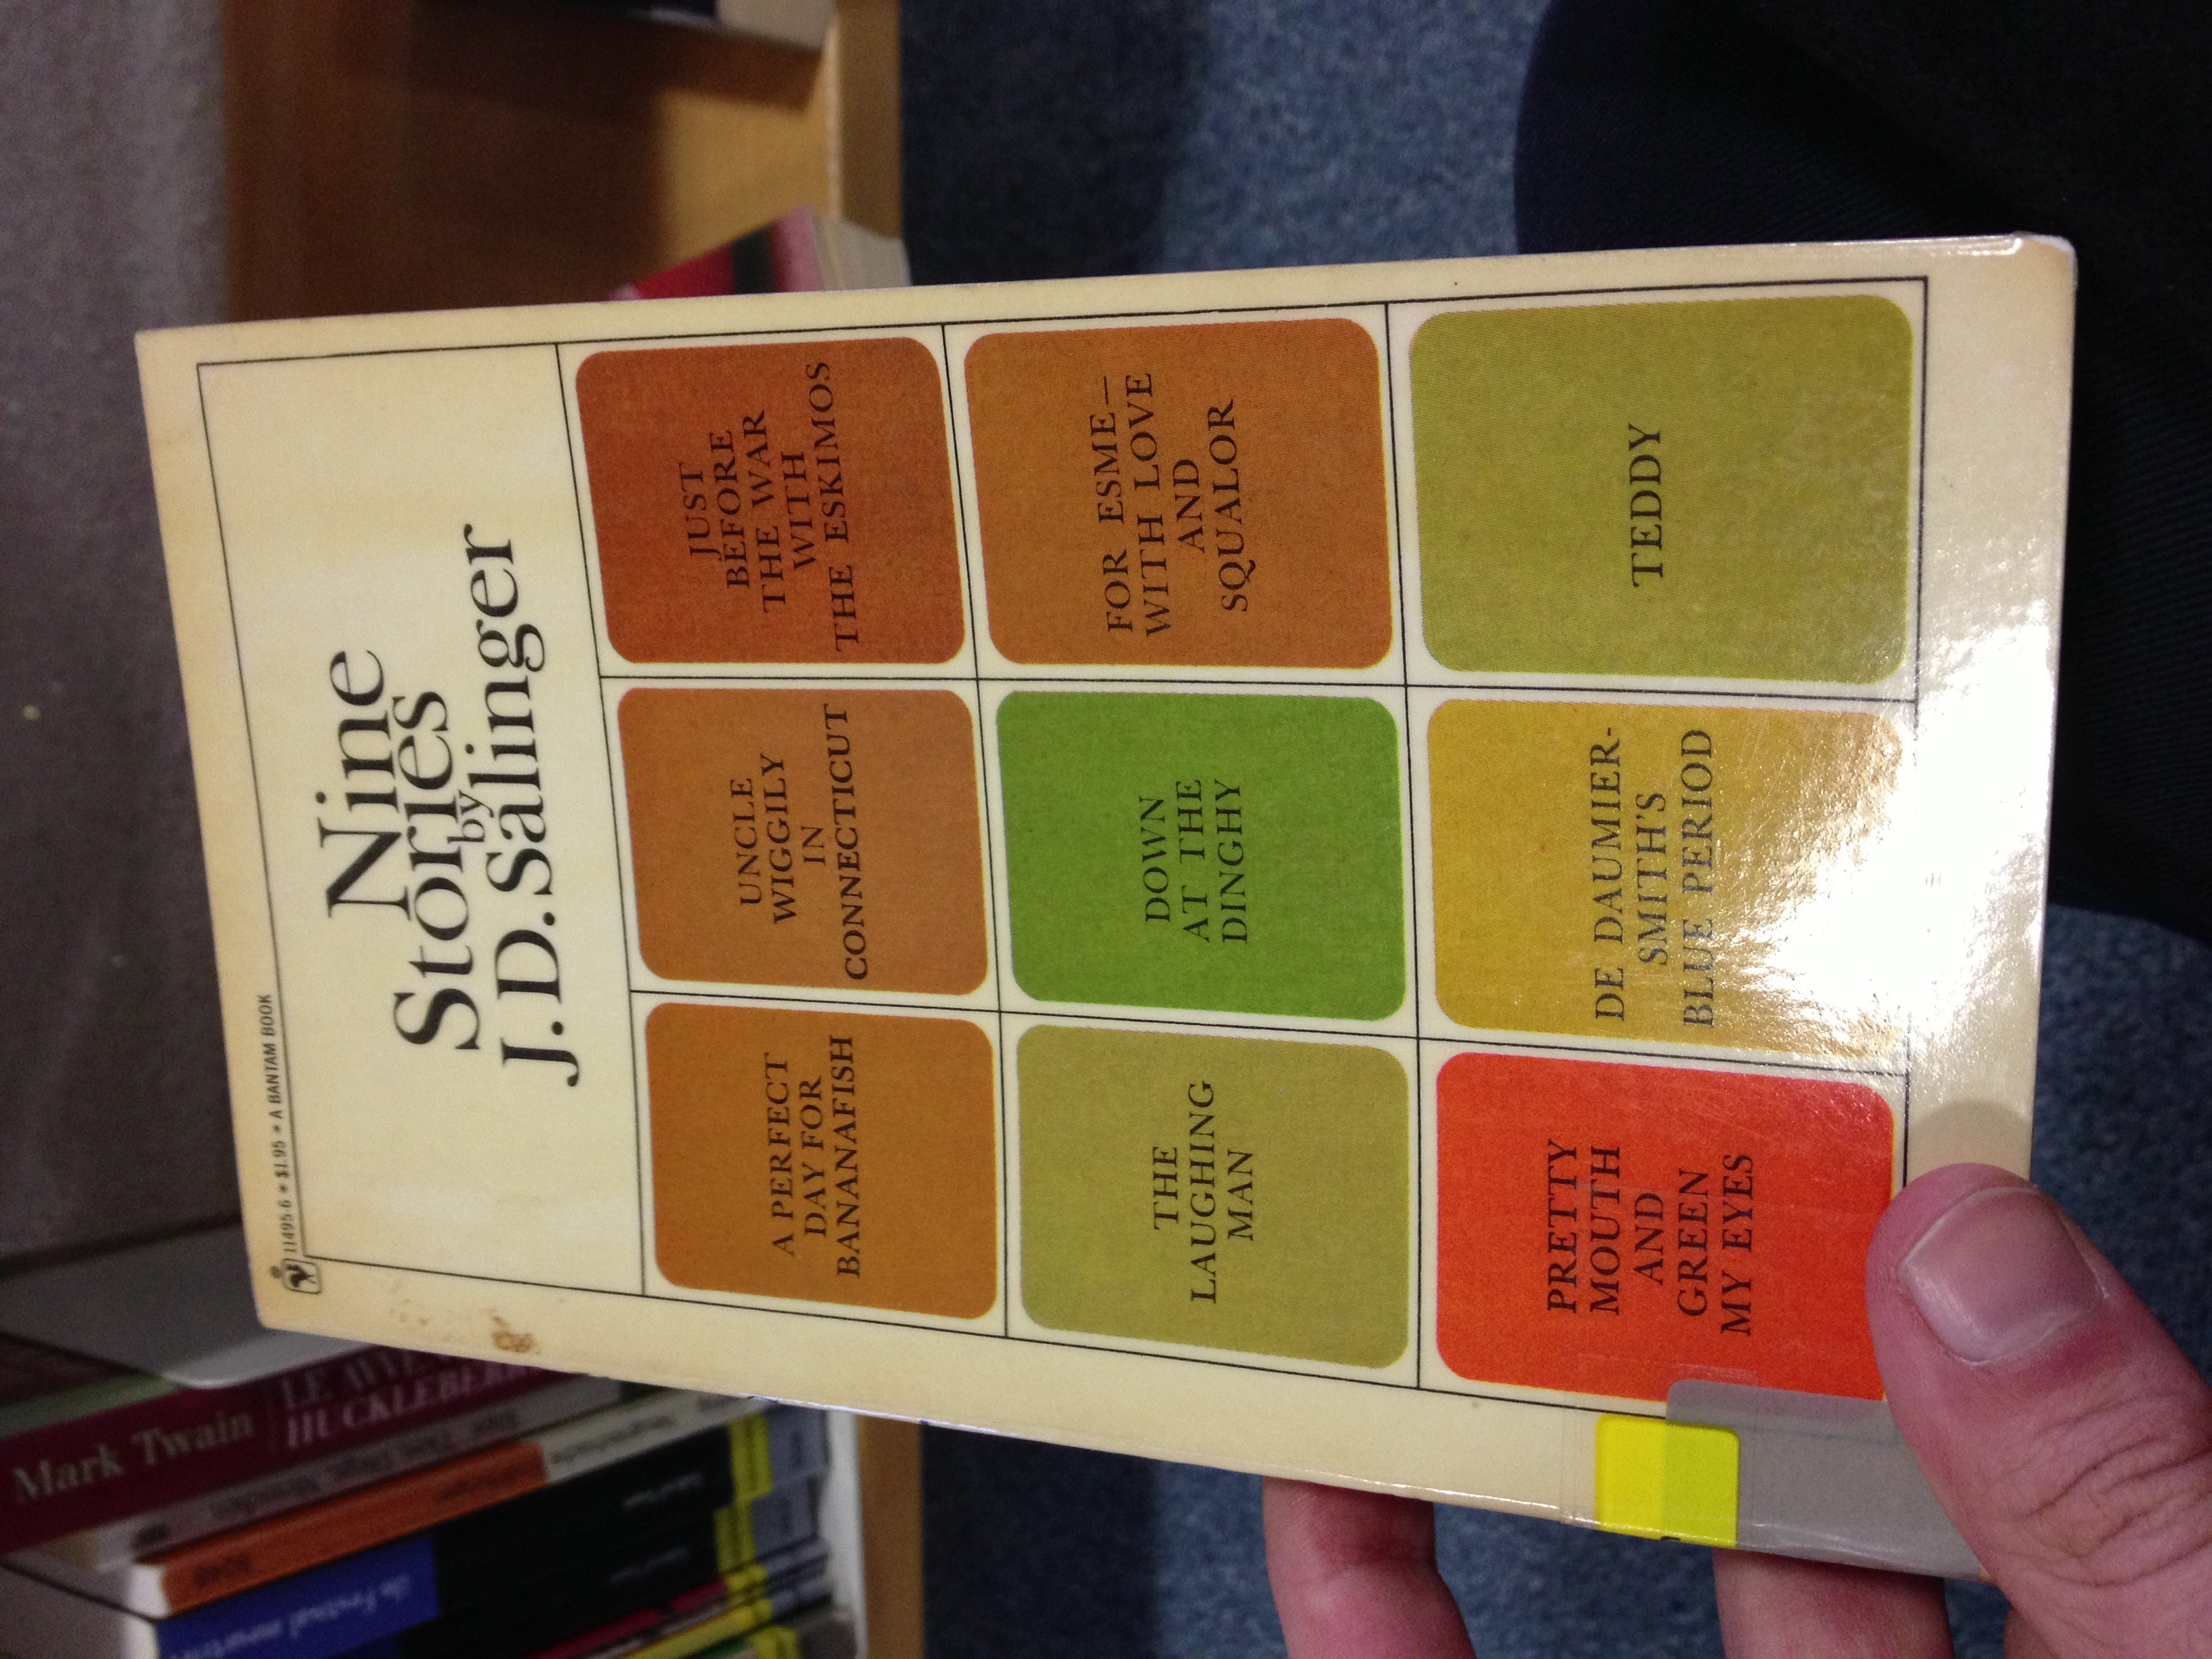 11495-6 * $1.95 * A BANTAM BOOK
Nine
Stories
by
J. D. Salinger
A PERFECT
DAY FOR
BANANAFISH
UNCLE
WIGGILY
IN
CONNECTICUT
JUST
BEFORE
THE WAR
WITH
THE ESKIMOS
THE
LAUGHING
MAN
DOWN
AT THE
DINGHY
FOR ESME—
WITH LOVE
AND
SQUALOR
PRETTY
MOUTH
AND
GREEN
MY EYES
DE DAUMIER-
SMITH'S
BLUE PERIOD
TEDDY
Mark Twain
LE